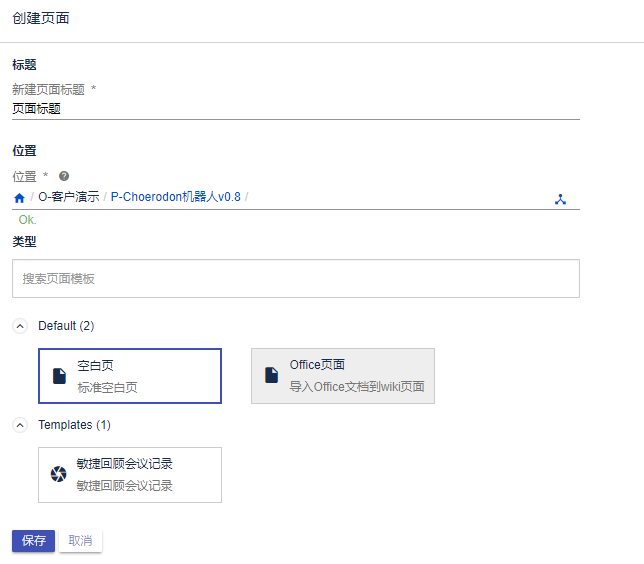 创建页面
标题
新建页面标题 *
页面标题
位置
位置 *
/ O-客户演示 / P-Choerodon机器人v0.8 /
Ok.
类型
搜索页面模板
Default (2)
空白页
标准空白页
Office页面
导入Office文档到wiki页面
Templates (1)
敏捷回顾会议记录
敏捷回顾会议记录
保存 取消